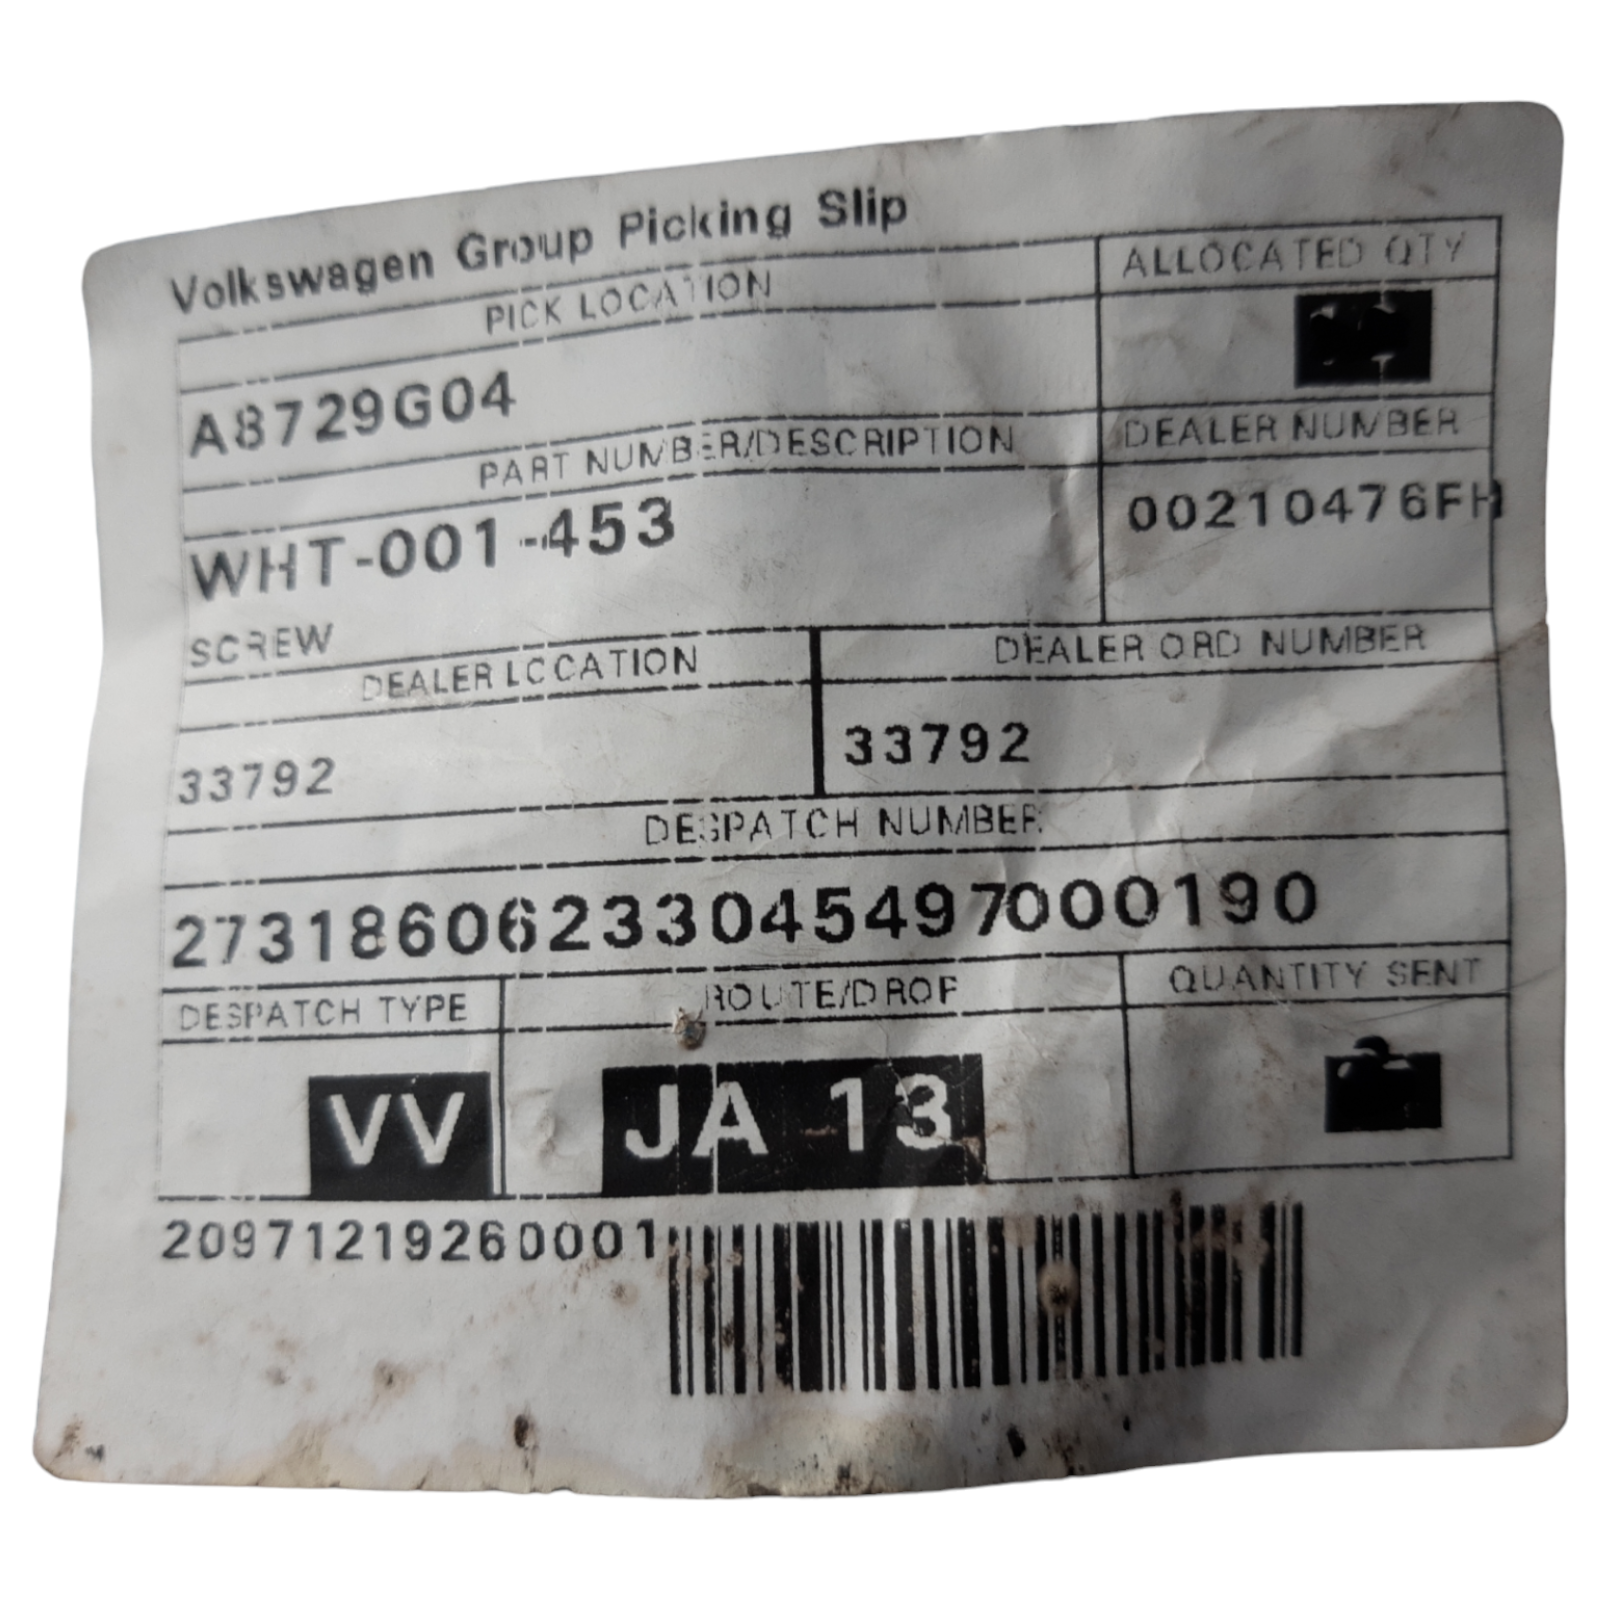 Volkswagen Group Picking Slip
PICK LOCATION
ALLOCATED QTY
A8729G04
PART NUMBER/DESCRIPTION
DEALER NUMBER
WHT-001-453
00210476FH
SCREW
DEALER LOCATION
DEALER ORD NUMBER
33792
33792
DESPATCH NUMBER
27318606233045497000190
DESPATCH TYPE
ROUTE/DROP
QUANTITY SENT
VV
JA 13
20971219260001